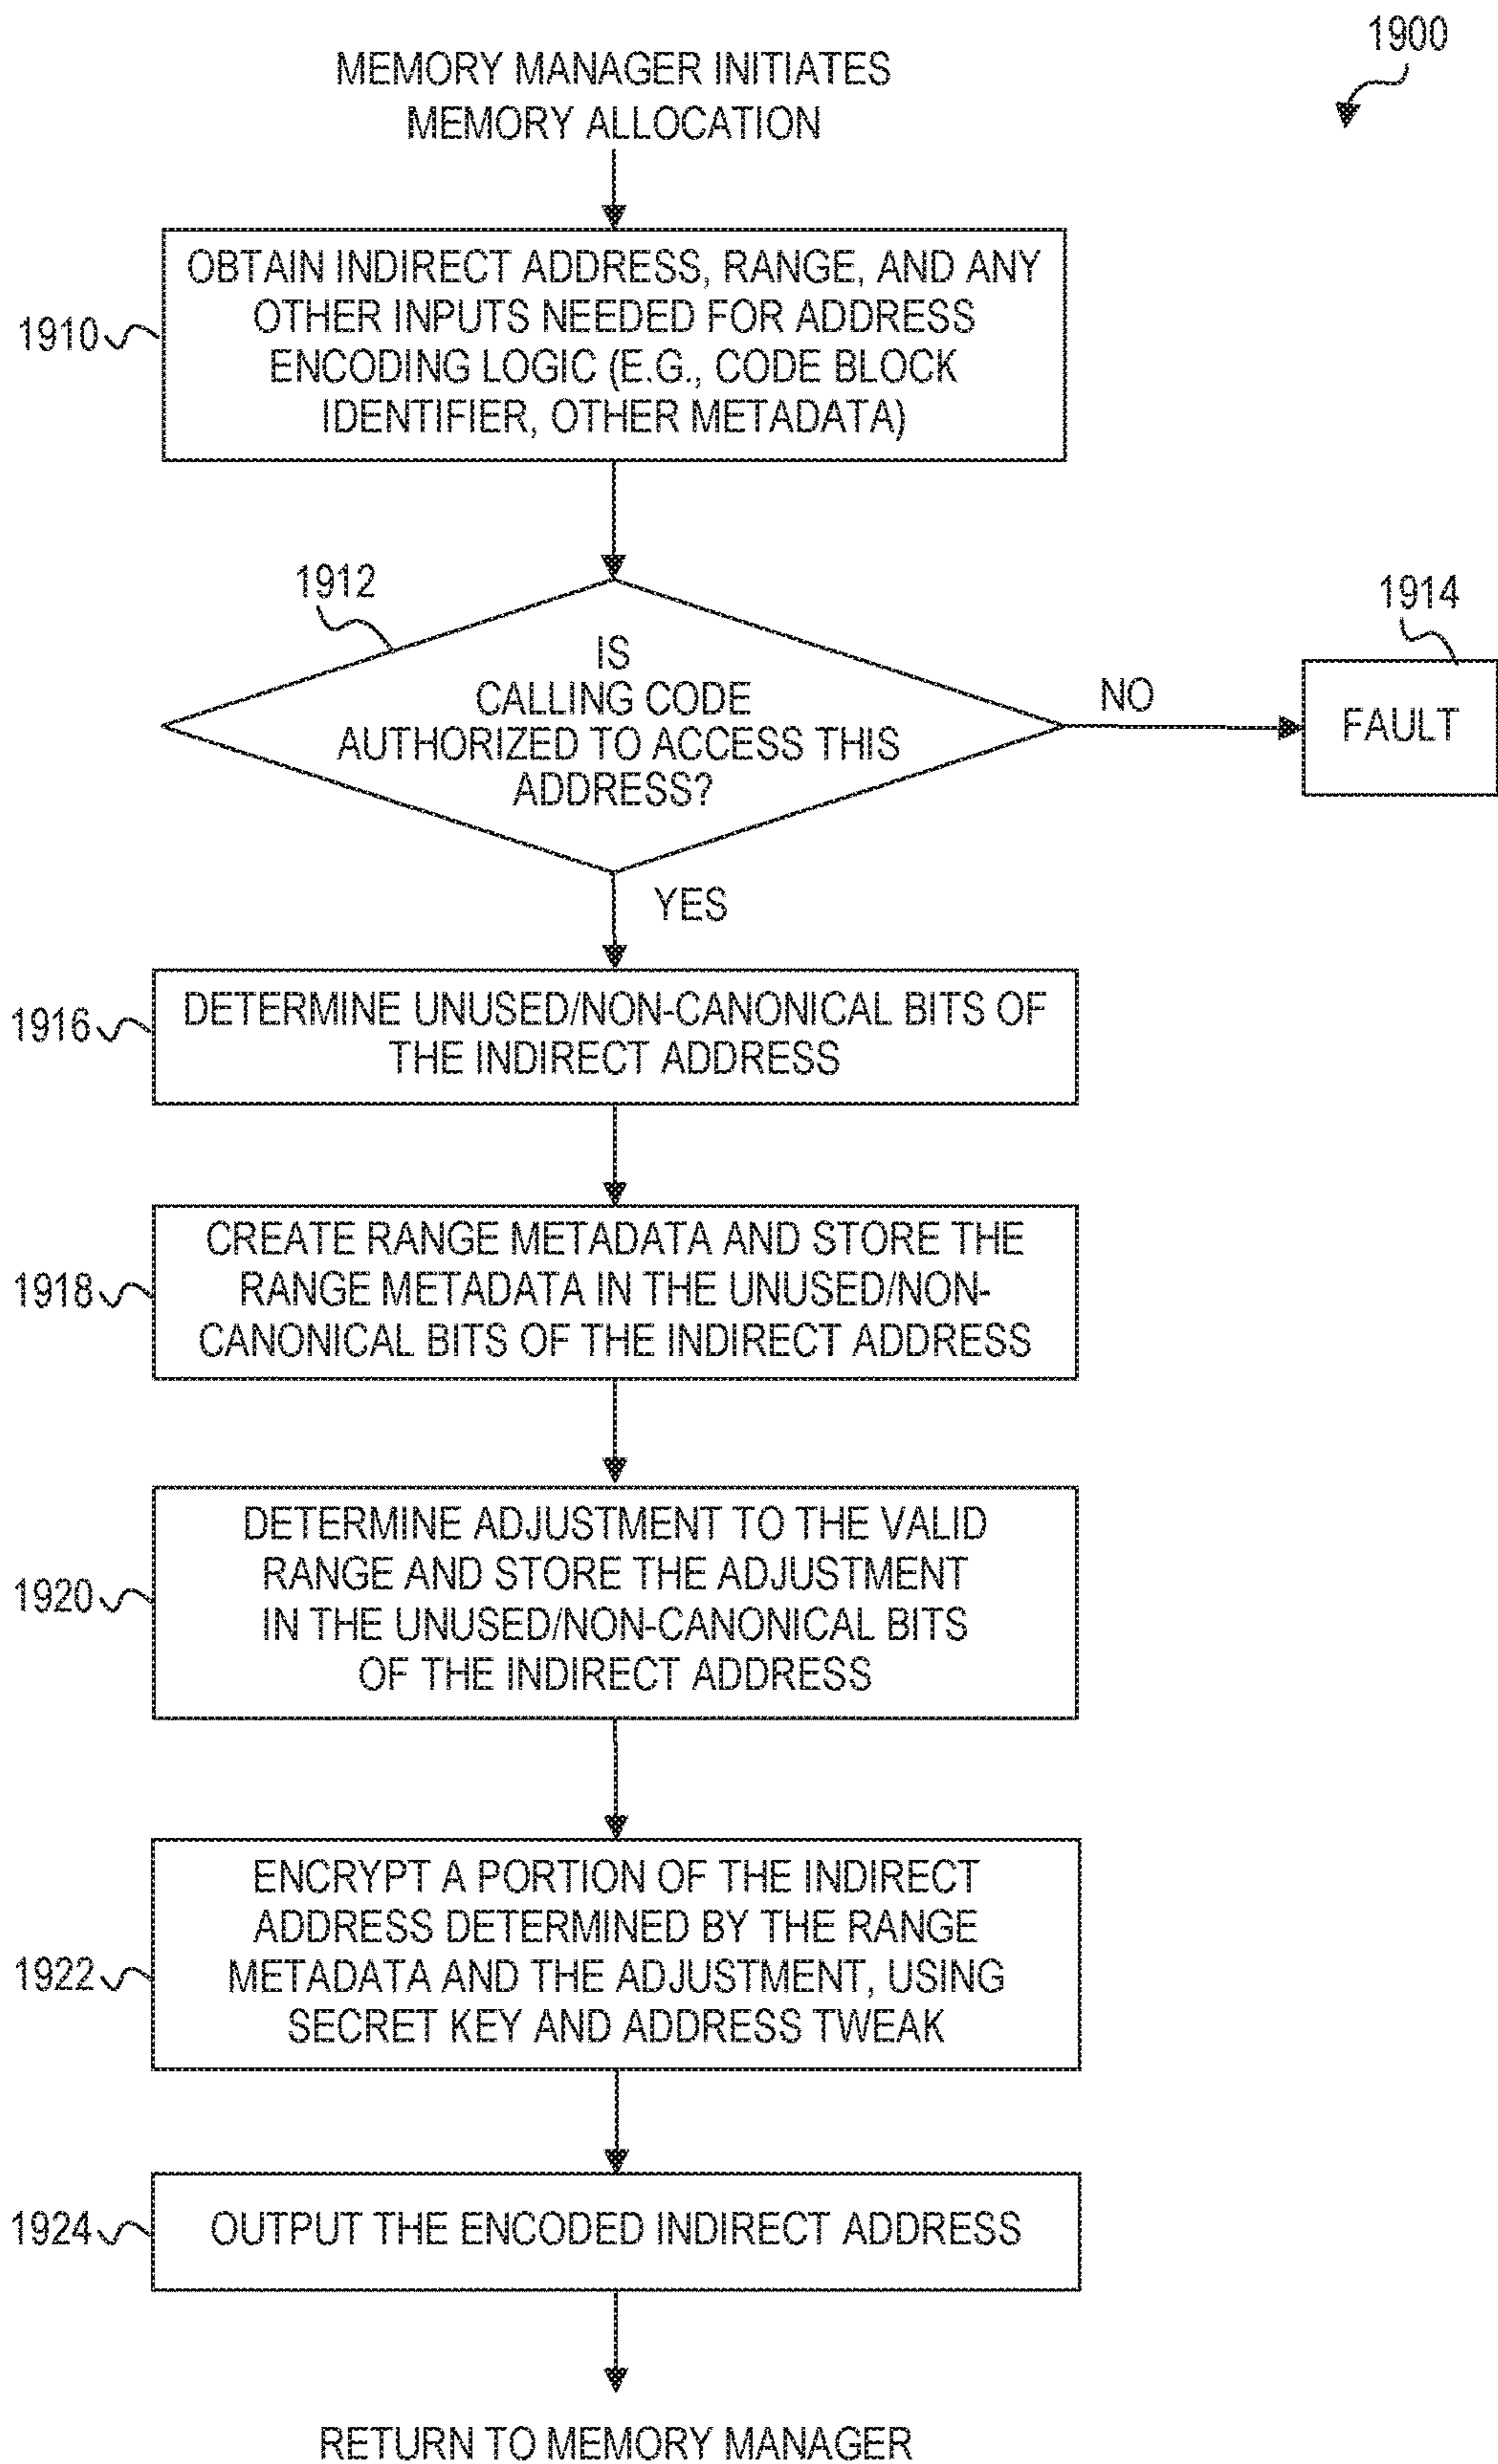 1900
MEMORY MANAGER INITIATES
MEMORY ALLOCATION
1910
OBTAIN INDIRECT ADDRESS, RANGE, AND ANY
OTHER INPUTS NEEDED FOR ADDRESS
ENCODING LOGIC (E.G., CODE BLOCK
IDENTIFIER, OTHER METADATA)
1912
IS
CALLING CODE
AUTHORIZED TO ACCESS THIS
ADDRESS?
NO
1914
FAULT
YES
1916
DETERMINE UNUSED/NON-CANONICAL BITS OF
THE INDIRECT ADDRESS
1918
CREATE RANGE METADATA AND STORE THE
RANGE METADATA IN THE UNUSED/NON-
CANONICAL BITS OF THE INDIRECT ADDRESS
1920
DETERMINE ADJUSTMENT TO THE VALID
RANGE AND STORE THE ADJUSTMENT
IN THE UNUSED/NON-CANONICAL BITS
OF THE INDIRECT ADDRESS
1922
ENCRYPT A PORTION OF THE INDIRECT
ADDRESS DETERMINED BY THE RANGE
METADATA AND THE ADJUSTMENT, USING
SECRET KEY AND ADDRESS TWEAK
1924
OUTPUT THE ENCODED INDIRECT ADDRESS
RETURN TO MEMORY MANAGER